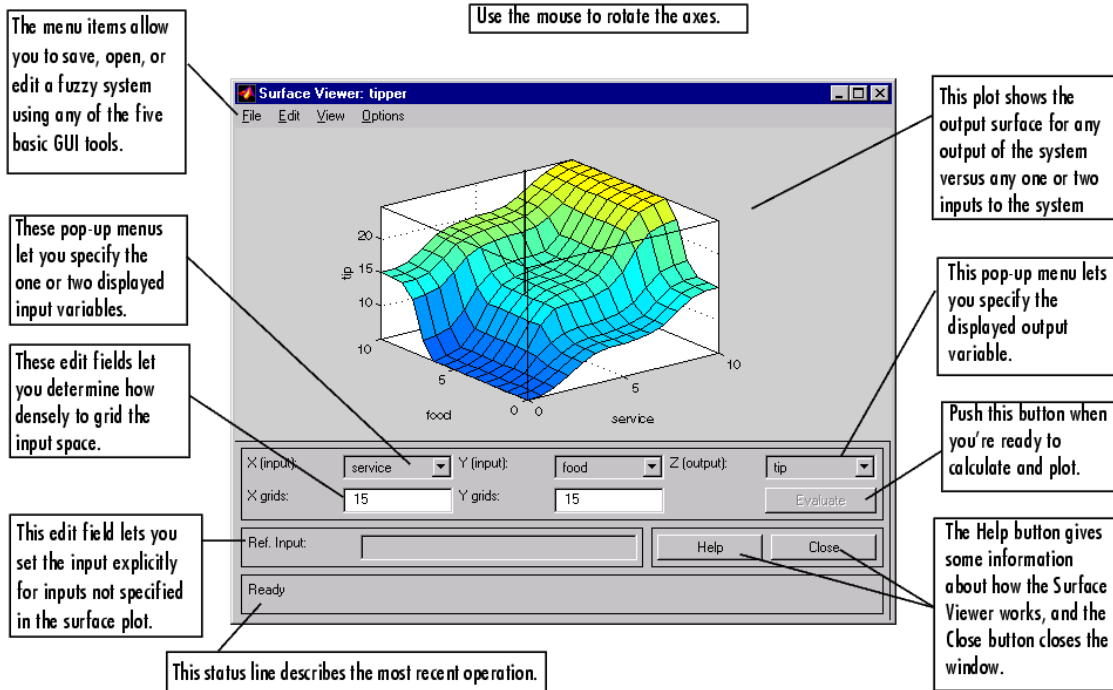 Use the mouse to rotate the axes.
The menu items allow
you to save, open, or
edit a fuzzy system
using any of the five
basic GUI tools.
These pop-up menus
let you specify the
one or two displayed
input variables.
These edit fields let
you determine how
densely to grid the
input space.
This edit field lets you
set the input explicitly
for inputs not specified
in the surface plot.
Surface Viewer: tipper
File Edit View Options
20
15
10
tip
10
5
0
food
0
5
10
service
X (input): service Y (input): food Z (output): tip
X grids: 15 Y grids: 15 Evaluate
Ref. Input: Help Close
Ready
This plot shows the
output surface for any
output of the system
versus any one or two
inputs to the system
This pop-up menu lets
you specify the
displayed output
variable.
Push this button when
you're ready to
calculate and plot.
The Help button gives
some information
about how the Surface
Viewer works, and the
Close button closes the
window.
This status line describes the most recent operation.